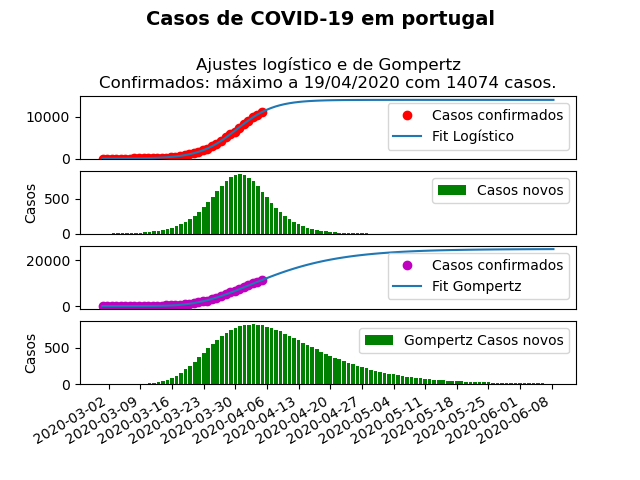 Casos de COVID-19 em portugal
Ajustes logístico e de Gompertz
Confirmados: máximo a 19/04/2020 com 14074 casos.
10000
0
Casos confirmados
Fit Logístico
Casos
500
0
Casos novos
20000
0
Casos confirmados
Fit Gompertz
Casos
500
0
Gompertz Casos novos
2020-03-02
2020-03-09
2020-03-16
2020-03-23
2020-03-30
2020-04-06
2020-04-13
2020-04-20
2020-04-27
2020-05-04
2020-05-11
2020-05-18
2020-05-25
2020-06-01
2020-06-08